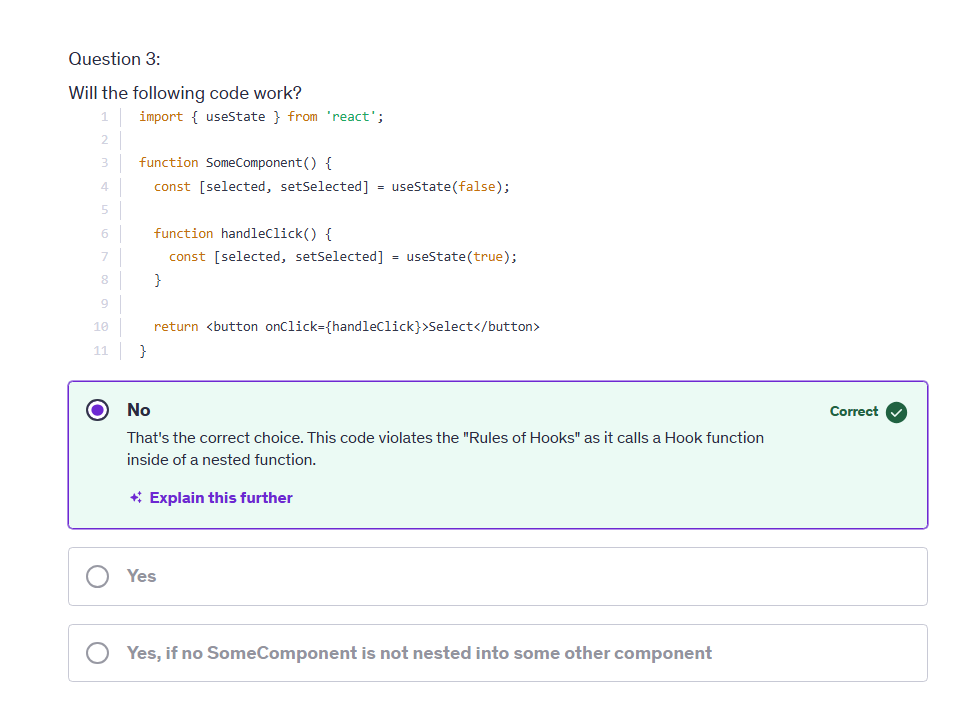 Question 3:
Will the following code work?
1 import { useState } from 'react';
2
3 function SomeComponent() {
4 const [selected, setSelected] = useState(false);
5
6 function handleClick() {
7 const [selected, setSelected] = useState(true);
8 }
9
10 return <button onClick={handleClick}>Select</button>
11 }
No
Correct
That's the correct choice. This code violates the "Rules of Hooks" as it calls a Hook function
inside of a nested function.
Explain this further
Yes
Yes, if no SomeComponent is not nested into some other component